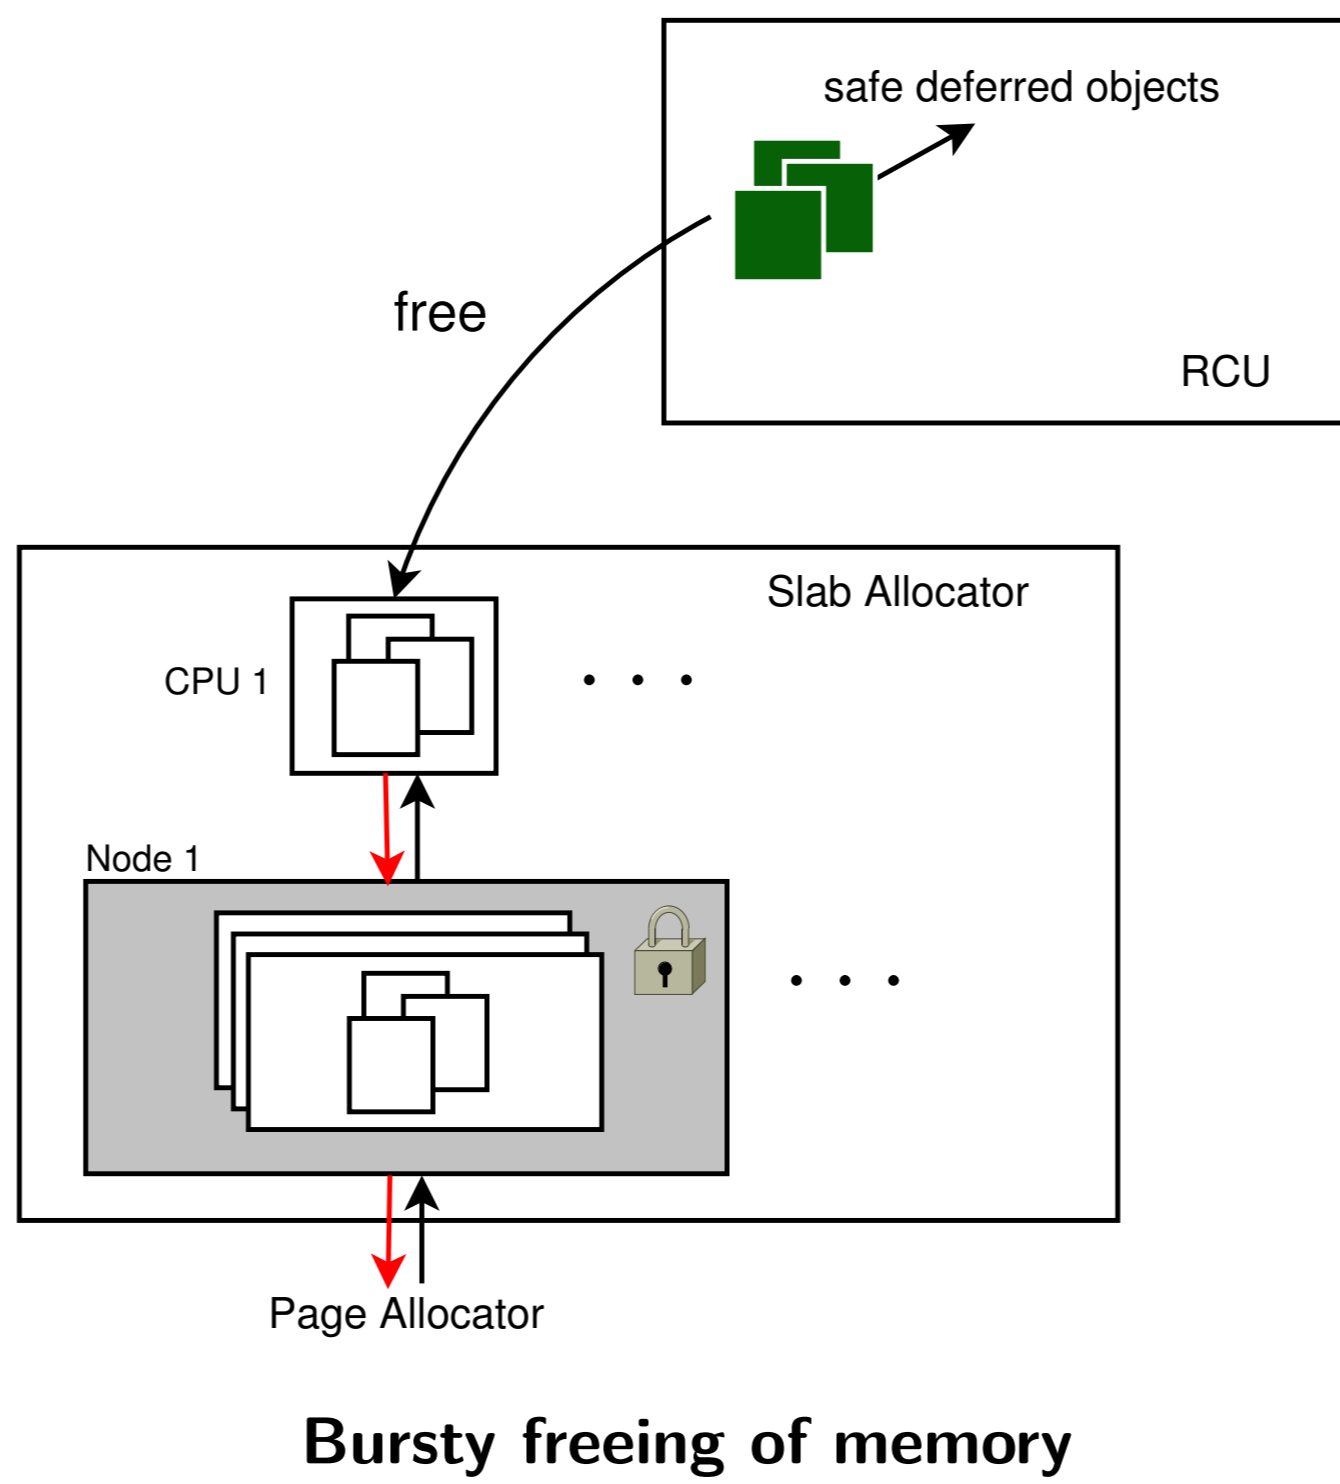 safe deferred objects
free
RCU
Slab Allocator
CPU 1
Node 1
Page Allocator
Bursty freeing of memory